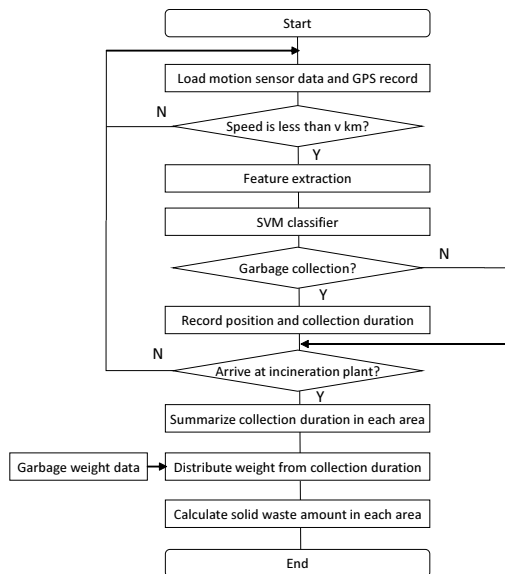 Start
Load motion sensor data and GPS record
N
Speed is less than v km?
Y
Feature extraction
SVM classifier
N
Garbage collection?
Y
Record position and collection duration
N
Arrive at incineration plant?
Y
Summarize collection duration in each area
Garbage weight data
Distribute weight from collection duration
Calculate solid waste amount in each area
End